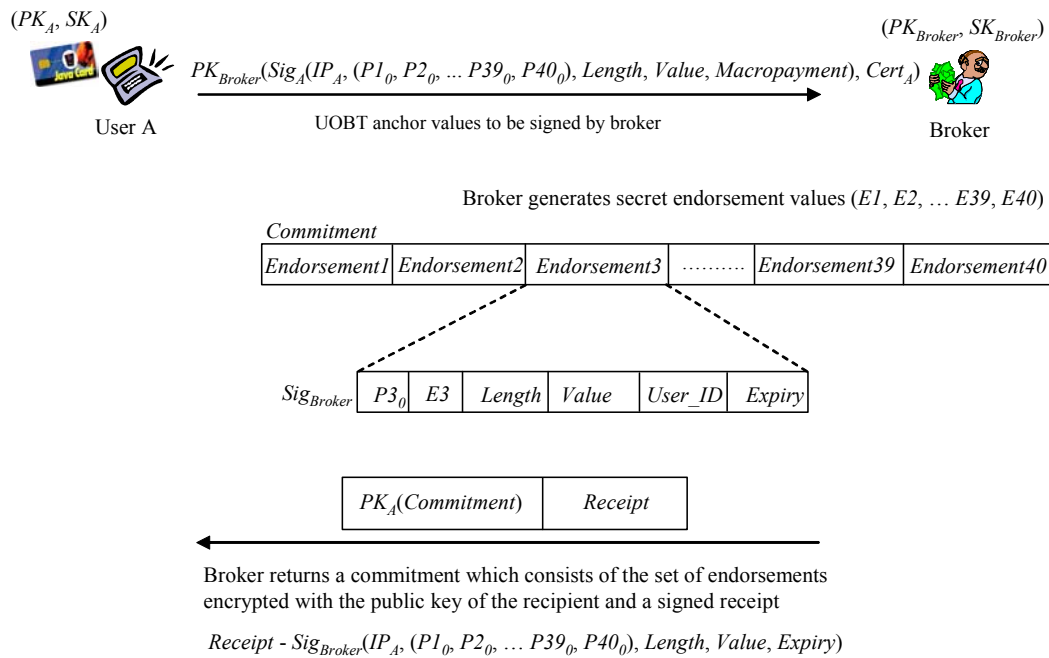 (PK_A, SK_A)
(PK_Broker, SK_Broker)
Java Card
PK_Broker(Sig_A(IP_A, (P1_0, P2_0, ... P39_0, P40_0), Length, Value, Macropayment), Cert_A)
User A
UOBT anchor values to be signed by broker
Broker
Broker generates secret endorsement values (E1, E2, … E39, E40)
Commitment
Endorsement1 Endorsement2 Endorsement3 ………. Endorsement39 Endorsement40
Sig_Broker P3_0 E3 Length Value User_ID Expiry
PK_A(Commitment) Receipt
Broker returns a commitment which consists of the set of endorsements
encrypted with the public key of the recipient and a signed receipt
Receipt - Sig_Broker(IP_A, (P1_0, P2_0, … P39_0, P40_0), Length, Value, Expiry)